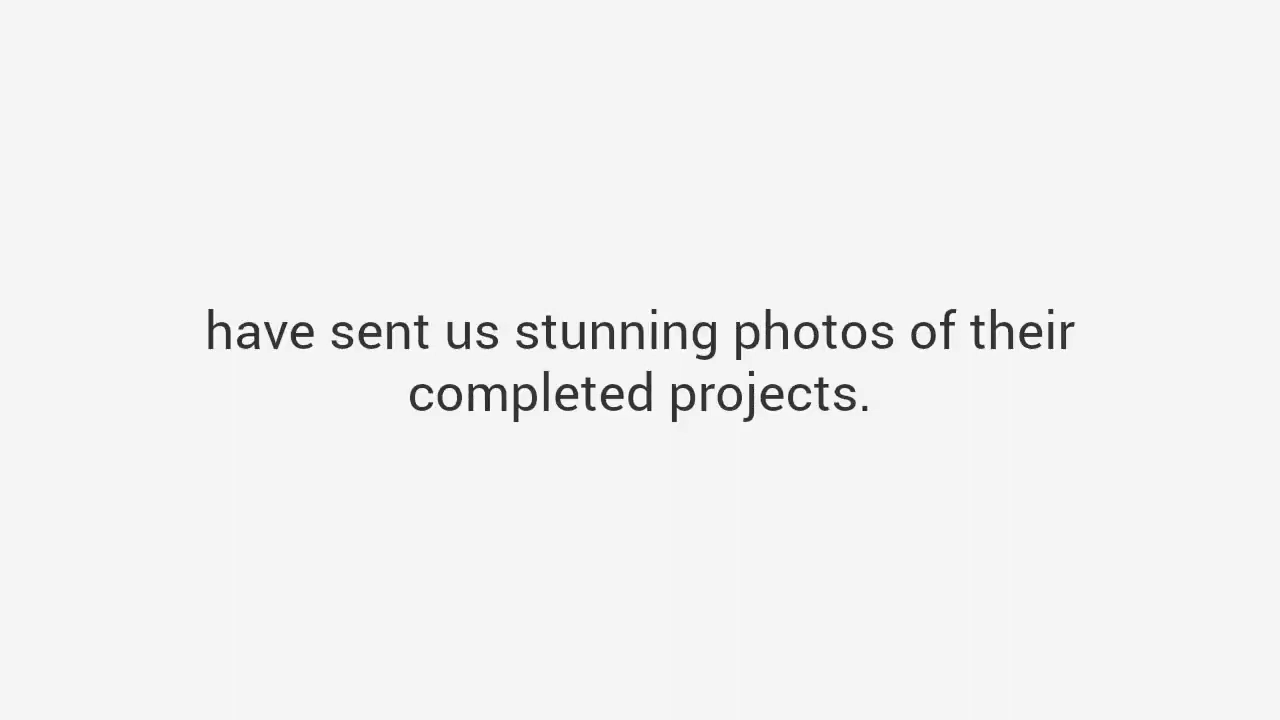 have sent us stunning photos of their
completed projects.